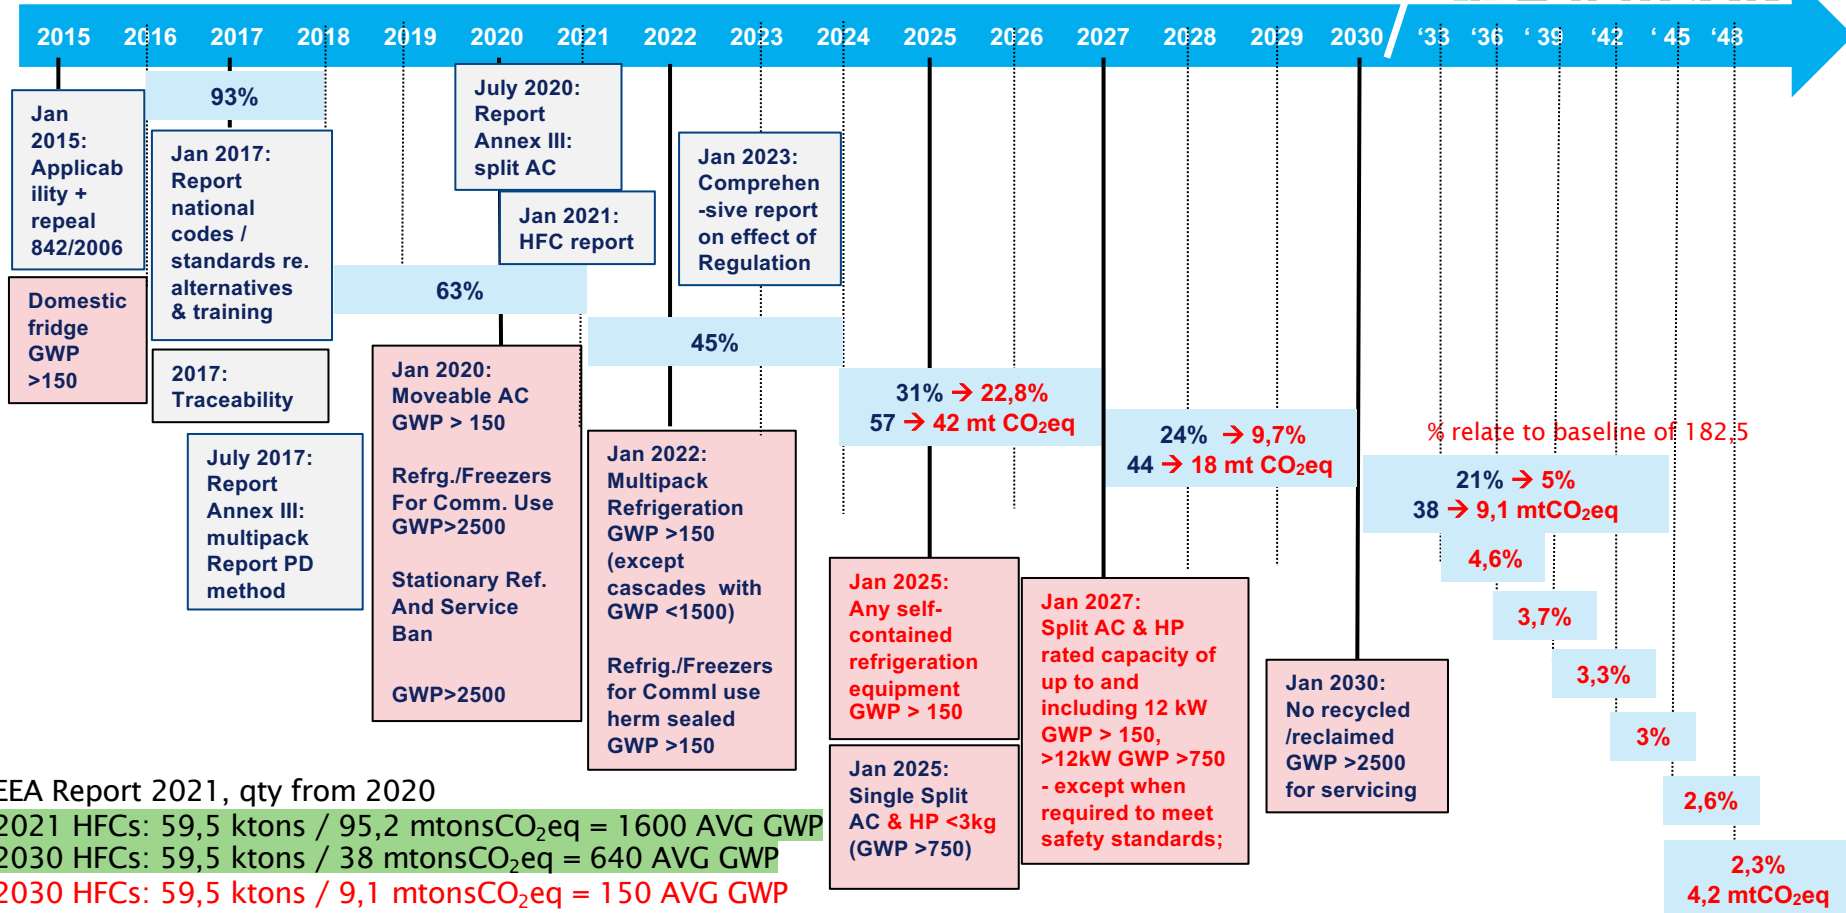 2015 2016 2017 2018 2019 2020 2021 2022 2023 2024 2025 2026 2027 2028 2029 2030 ‘33 ‘36 ‘ 39 ‘42 ‘ 45 ‘48
93%
Jan
2015:
Applicab
ility +
repeal
842/2006
Domestic
fridge
GWP
>150
Jan 2017:
Report
national
codes /
standards re.
alternatives
& training
2017:
Traceability
July 2017:
Report
Annex III:
multipack
Report PD
method
July 2020:
Report
Annex III:
split AC
Jan 2021:
HFC report
63%
Jan 2020:
Moveable AC
GWP > 150
Refrg./Freezers
For Comm. Use
GWP>2500
Stationary Ref.
And Service
Ban
GWP>2500
Jan 2023:
Comprehen
-sive report
on effect of
Regulation
45%
Jan 2022:
Multipack
Refrigeration
GWP >150
(except
cascades with
GWP <1500)
Refrig./Freezers
for Comml use
herm sealed
GWP >150
31% → 22,8%
57 → 42 mt CO₂eq
Jan 2025:
Any self-
contained
refrigeration
equipment
GWP > 150
Jan 2025:
Single Split
AC & HP <3kg
(GWP >750)
24% → 9,7%
44 → 18 mt CO₂eq
Jan 2027:
Split AC & HP
rated capacity of
up to and
including 12 kW
GWP > 150,
>12kW GWP >750
- except when
required to meet
safety standards;
% relate to baseline of 182,5
21% → 5%
38 → 9,1 mtCO₂eq
Jan 2030:
No recycled
/reclaimed
GWP >2500
for servicing
4,6%
3,7%
3,3%
3%
2,6%
2,3%
4,2 mtCO₂eq
EEA Report 2021, qty from 2020
2021 HFCs: 59,5 ktons / 95,2 mtonsCO₂eq = 1600 AVG GWP
2030 HFCs: 59,5 ktons / 38 mtonsCO₂eq = 640 AVG GWP
2030 HFCs: 59,5 ktons / 9,1 mtonsCO₂eq = 150 AVG GWP